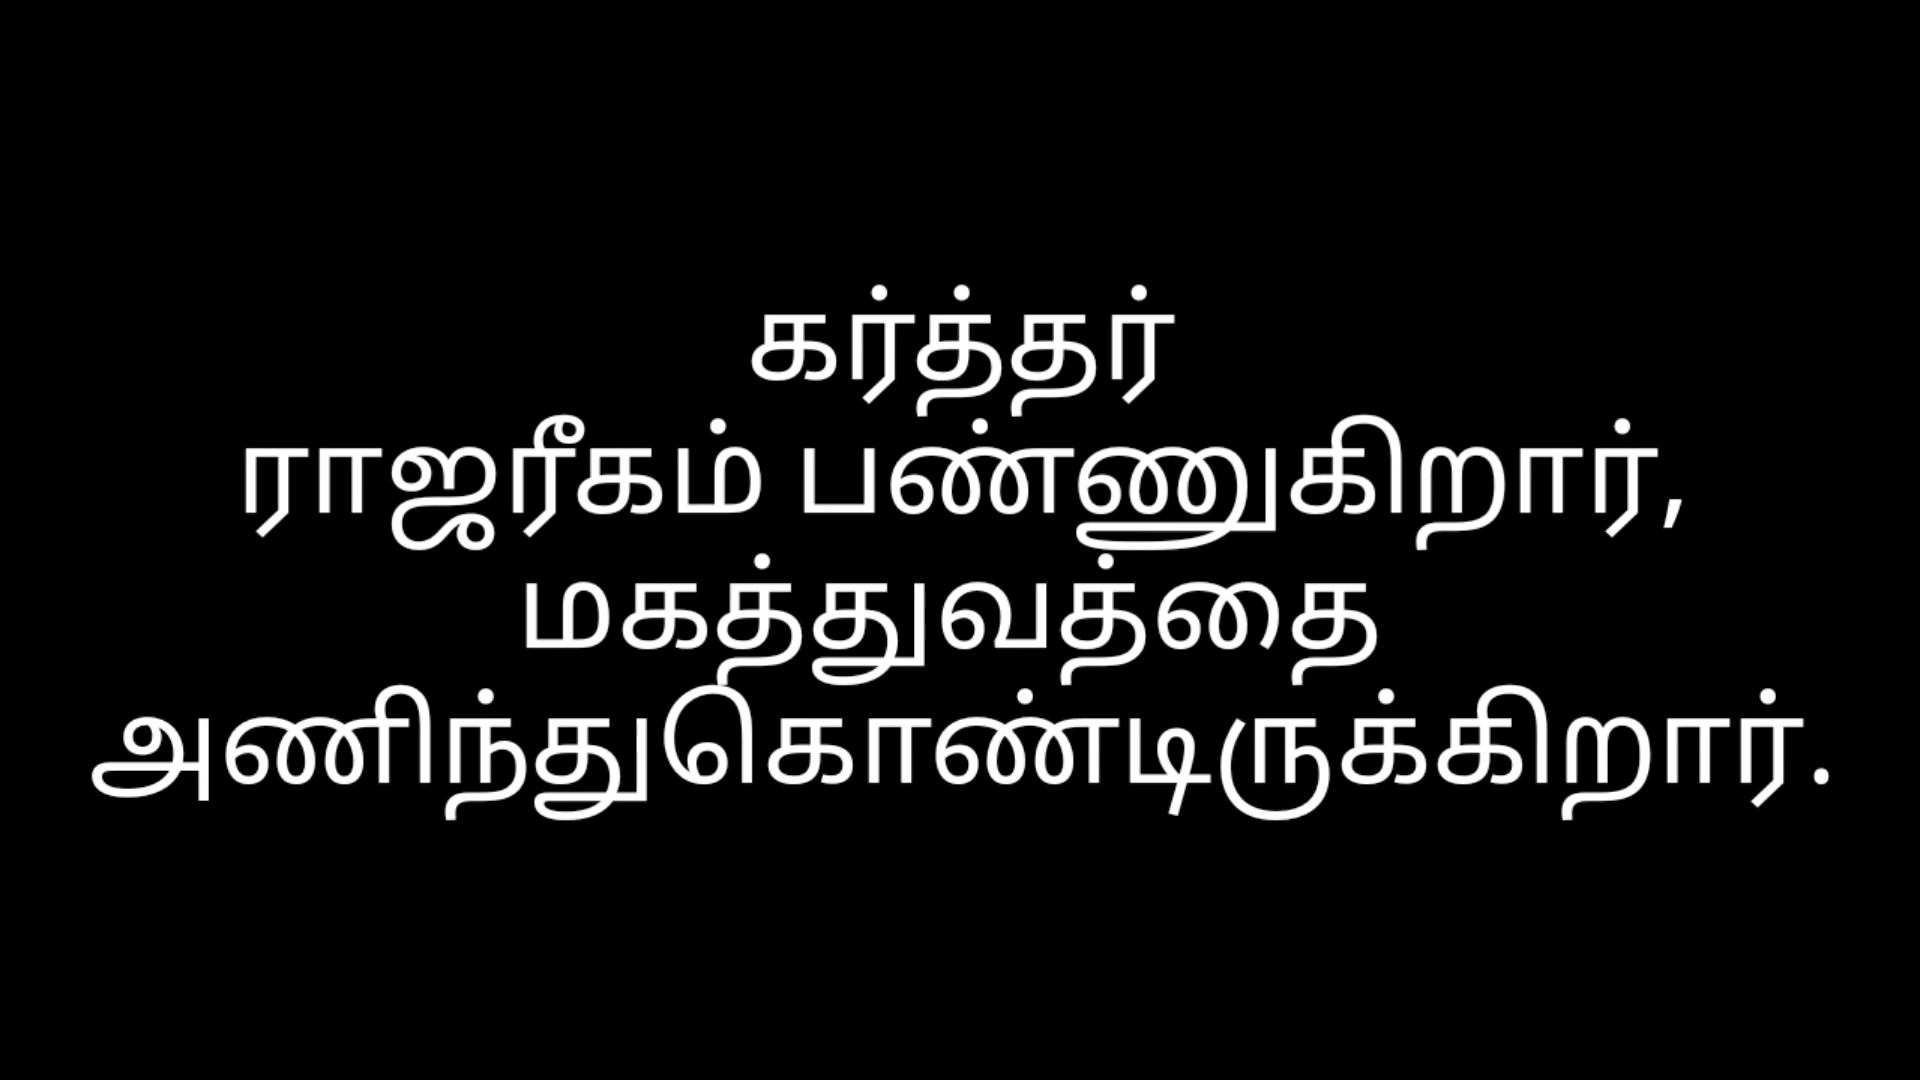 கர்த்தர்
ராஜரீகம் பண்ணுகிறார்,
மகத்துவத்தை
அணிந்துகொண்டிருக்கிறார்.